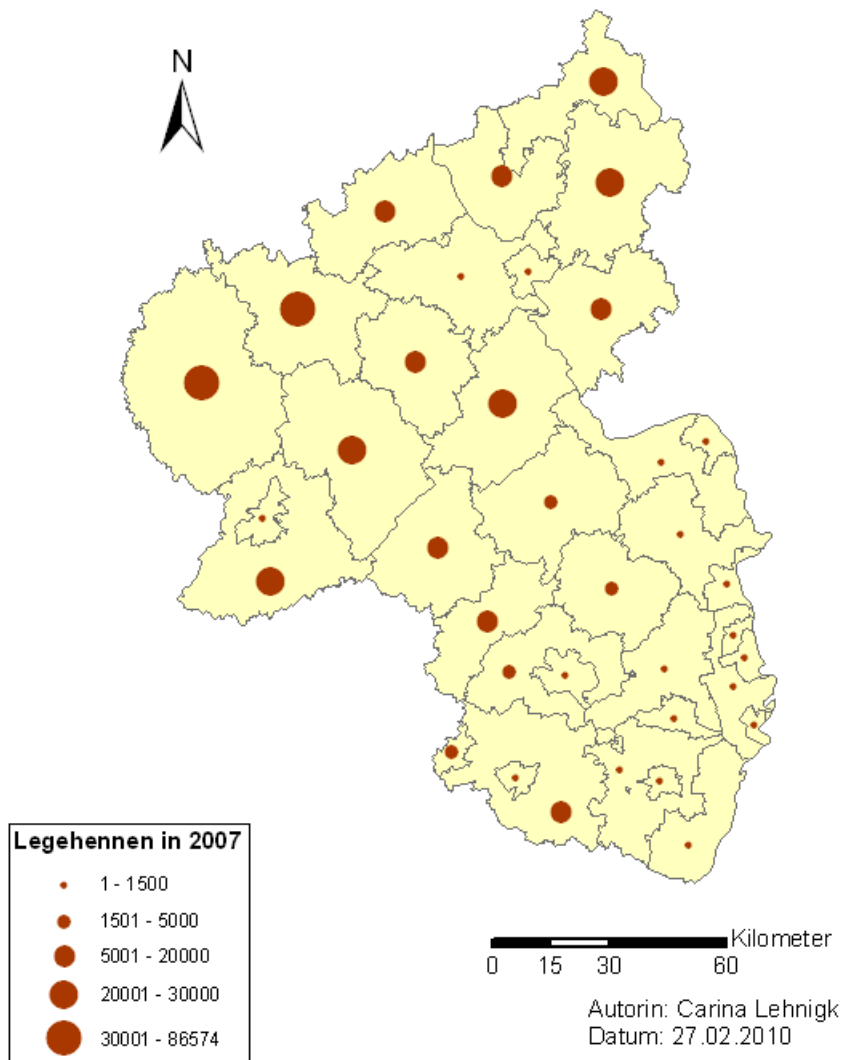 N
Legehennen in 2007
1 - 1500
1501 - 5000
5001 - 20000
20001 - 30000
30001 - 86574
Kilometer
0 15 30 60
Autorin: Carina Lehnigk
Datum: 27.02.2010